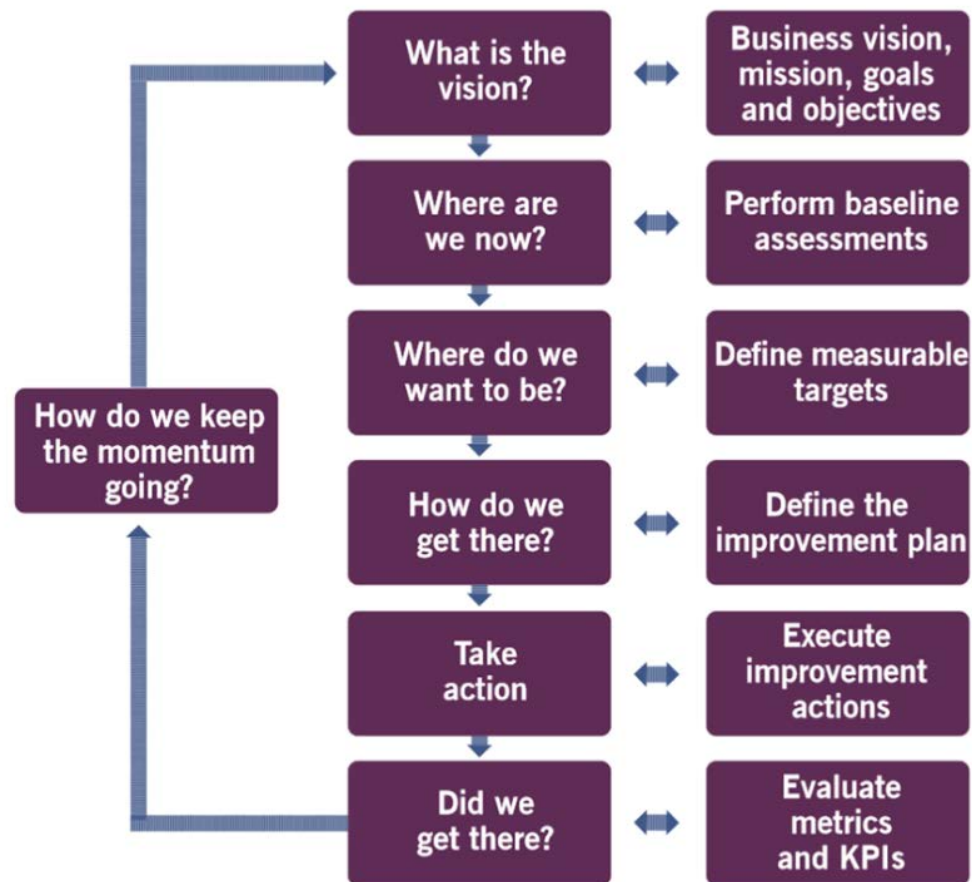 What is the
vision?
Business vision,
mission, goals
and objectives
Where are
we now?
Perform baseline
assessments
Where do we
want to be?
Define measurable
targets
How do we keep
the momentum
going?
How do we
get there?
Define the
improvement plan
Take
action
Execute
improvement
actions
Did we
get there?
Evaluate
metrics
and KPIs